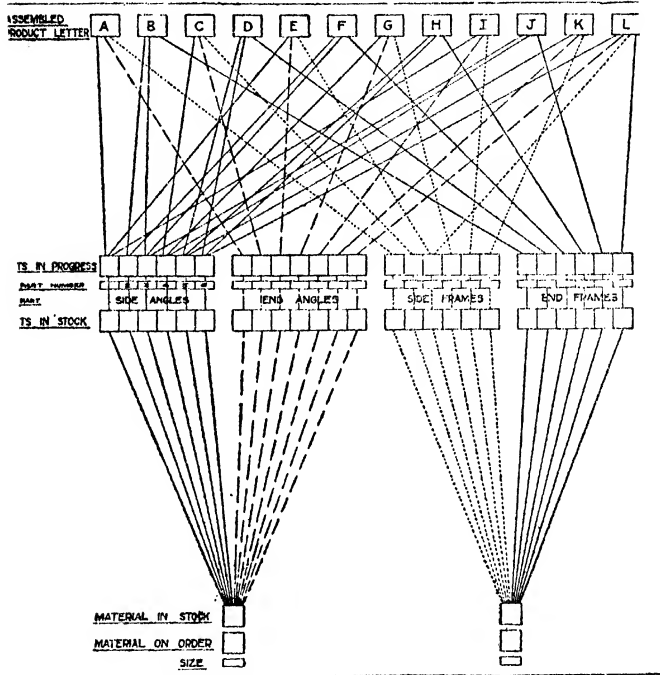 ASSEMBLED
PRODUCT LETTER
A B C D E F G H I J K L
TS IN PROGRESS
PART NUMBER
PART SIDE ANGLES END ANGLES SIDE FRAMES END FRAMES
TS IN STOCK
MATERIAL IN STOCK
MATERIAL ON ORDER
SIZE